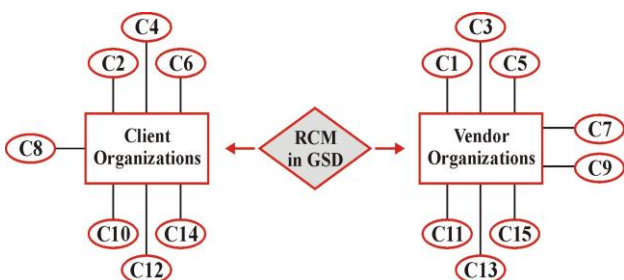 C4
C2
C6
C8
Client
Organizations
C10
C14
C12
RCM
in GSD
C3
C1
C5
Vendor
Organizations
C7
C9
C11
C15
C13